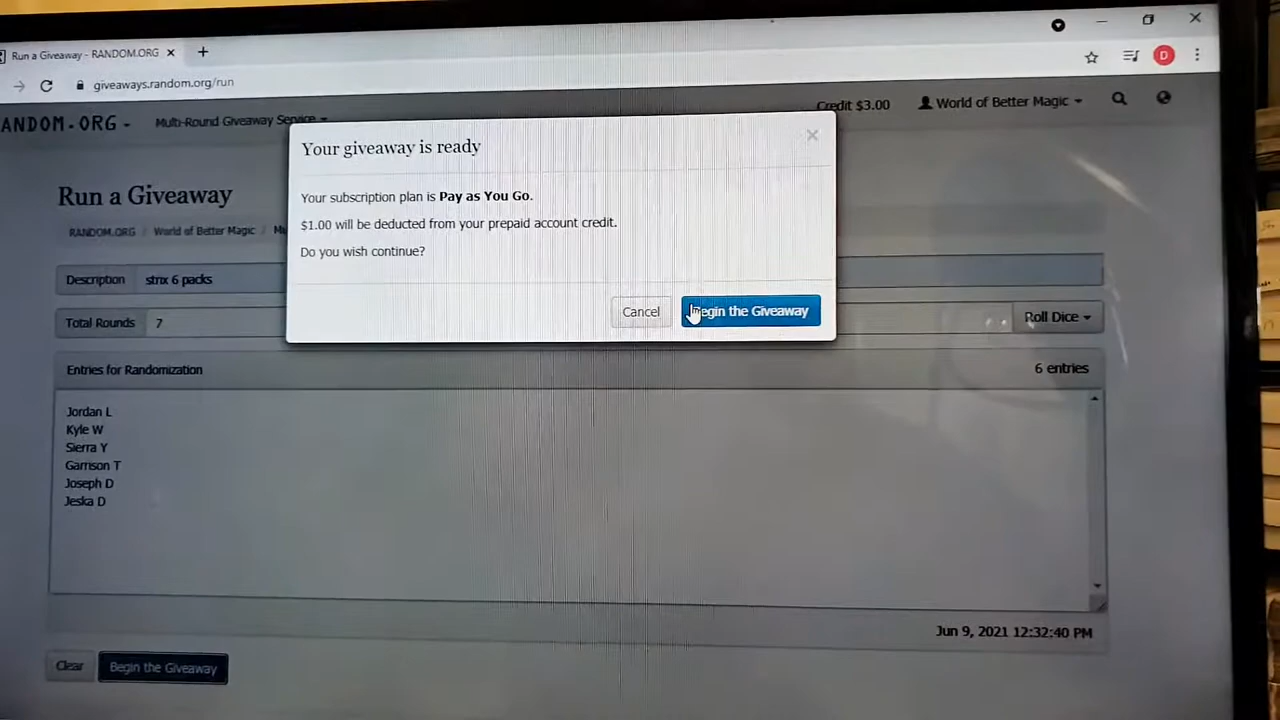 Run a Giveaway - RANDOM.ORG
giveaways.random.org/run
D
ANDOM.ORG
Multi-Round Giveaway Service
Credit $3.00
World of Better Magic
Your giveaway is ready
Your subscription plan is Pay as You Go.
$1.00 will be deducted from your prepaid account credit.
Do you wish continue?
Cancel
Begin the Giveaway
Run a Giveaway
RANDOM.ORG / World of Better Magic /
Description
strix 6 packs
Total Rounds
7
Roll Dice
Entries for Randomization
6 entries
Jordan L
Kyle W
Sierra Y
Garrison T
Joseph D
Jeska D
Jun 9, 2021 12:32:40 PM
Clear
Begin the Giveaway